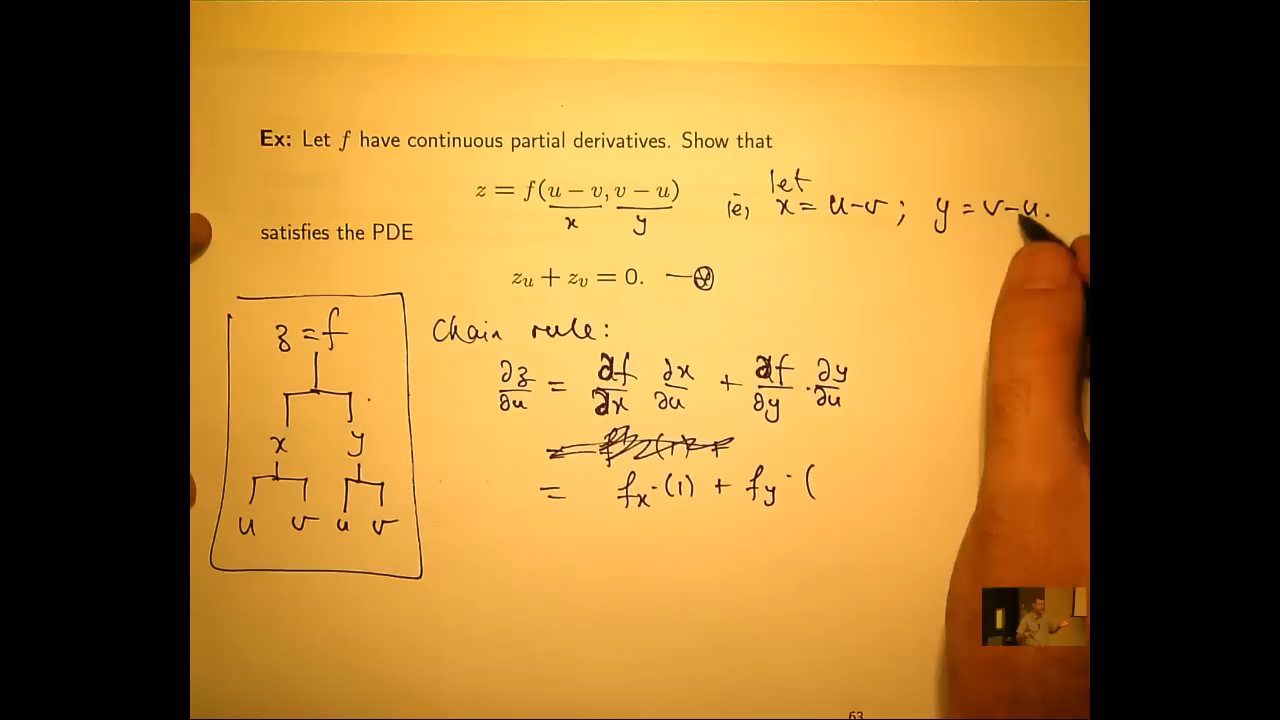 Ex: Let f have continuous partial derivatives. Show that
z = f(u − v, v − u)
x y
ie, let x = u−v ; y = v−u.
satisfies the PDE
z_u + z_v = 0. —⊛
z = f
x y
u v u v
Chain rule:
∂z/∂u = ∂f/∂x ∂x/∂u + ∂f/∂y · ∂y/∂u
= f_x · (1) + f_y · (
63